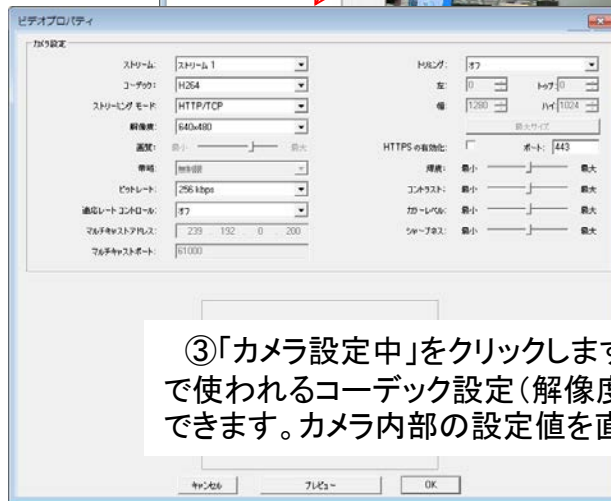 ビデオプロパティ
カメラ設定
ストリーム: ストリーム 1 トリミング: オフ
コーデック: H264 左: 0 トップ: 0
ストリーミング モード: HTTP/TCP 幅: 1280 ハイ: 1024
解像度: 640x480 最大サイズ
画質: 最小 最大 HTTPS の有効化: ポート: 443
帯域: 無制限 輝度: 最小 最大
ビットレート: 256 kbps コントラスト: 最小 最大
適応レート コントロール: オフ カラーレベル: 最小 最大
マルチキャストアドレス: 239 . 192 . 0 . 200 シャープネス: 最小 最大
マルチキャストポート: 61000
③「カメラ設定中」をクリックします
で使われるコーデック設定(解像度
できます。カメラ内部の設定値を直
キャンセル プレビュー OK